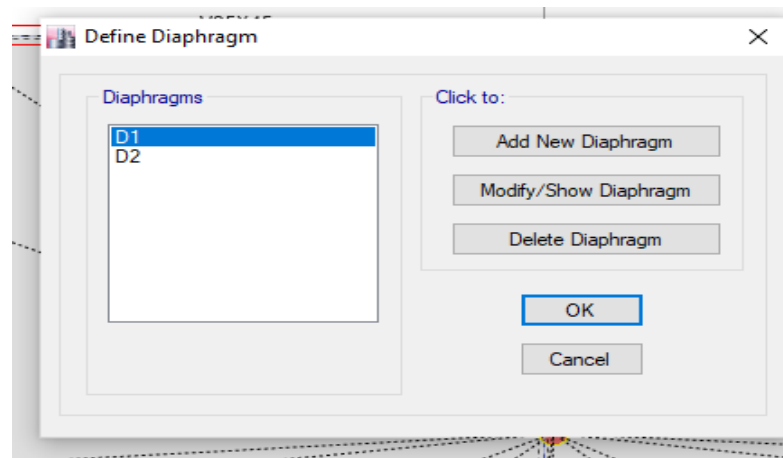 Define Diaphragm
Diaphragms
D1
D2
Click to:
Add New Diaphragm
Modify/Show Diaphragm
Delete Diaphragm
OK
Cancel